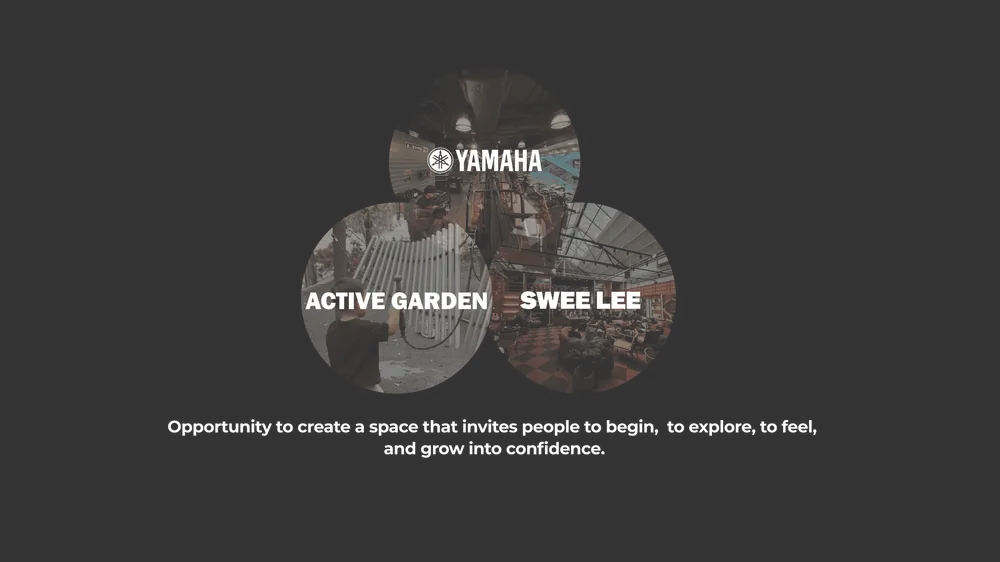 YAMAHA
ACTIVE GARDEN
SWEE LEE
Opportunity to create a space that invites people to begin,  to explore, to feel,
and grow into confidence.